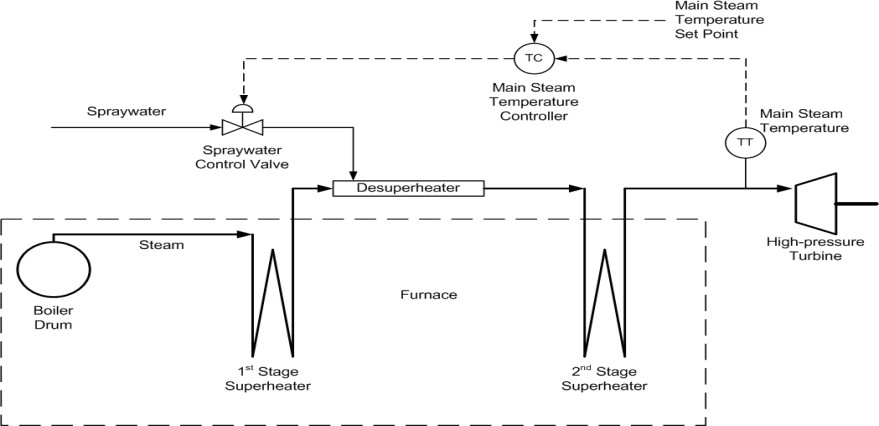 Main Steam
Temperature
Set Point
TC
Main Steam
Temperature
Controller
Spraywater
Spraywater
Control Valve
Main Steam
Temperature
TT
Desuperheater
High-pressure
Turbine
Steam
Boiler
Drum
Furnace
1st Stage
Superheater
2nd Stage
Superheater